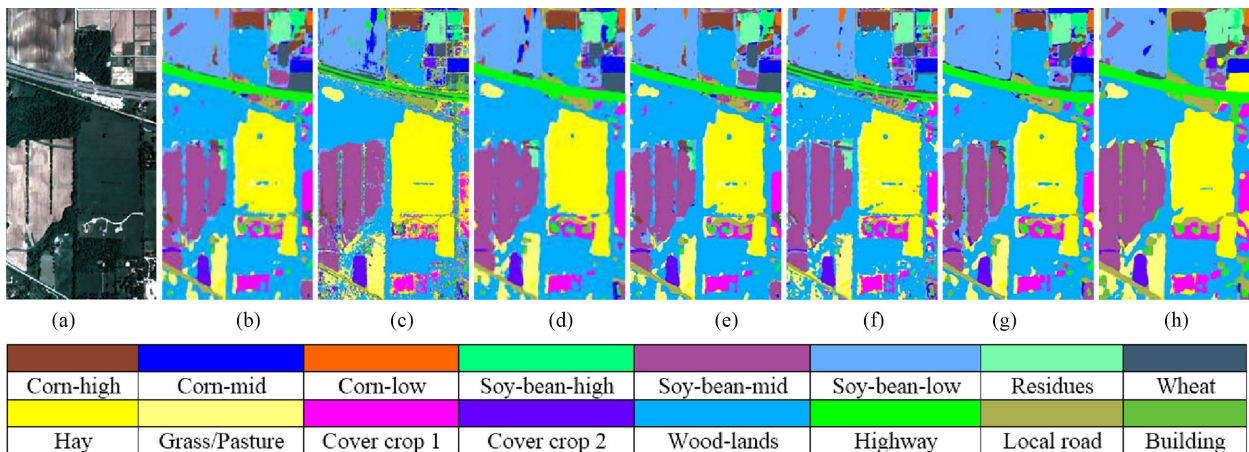 (a) (b) (c) (d) (e) (f) (g) (h)
Corn-high Corn-mid Corn-low Soy-bean-high Soy-bean-mid Soy-bean-low Residues Wheat
Hay Grass/Pasture Cover crop 1 Cover crop 2 Wood-lands Highway Local road Building